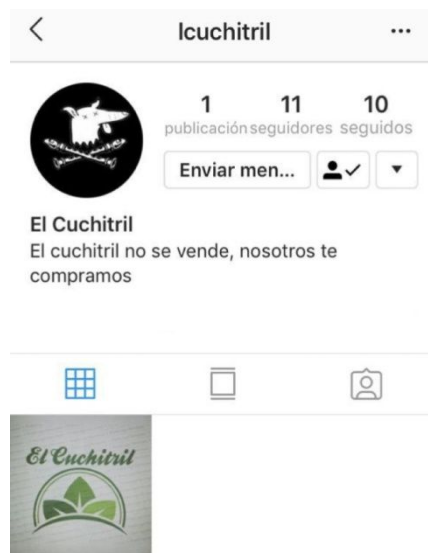 lcuchitril
1 11 10
publicación seguidores seguidos
Enviar men...
El Cuchitril
El cuchitril no se vende, nosotros te
compramos
El Cuchitril